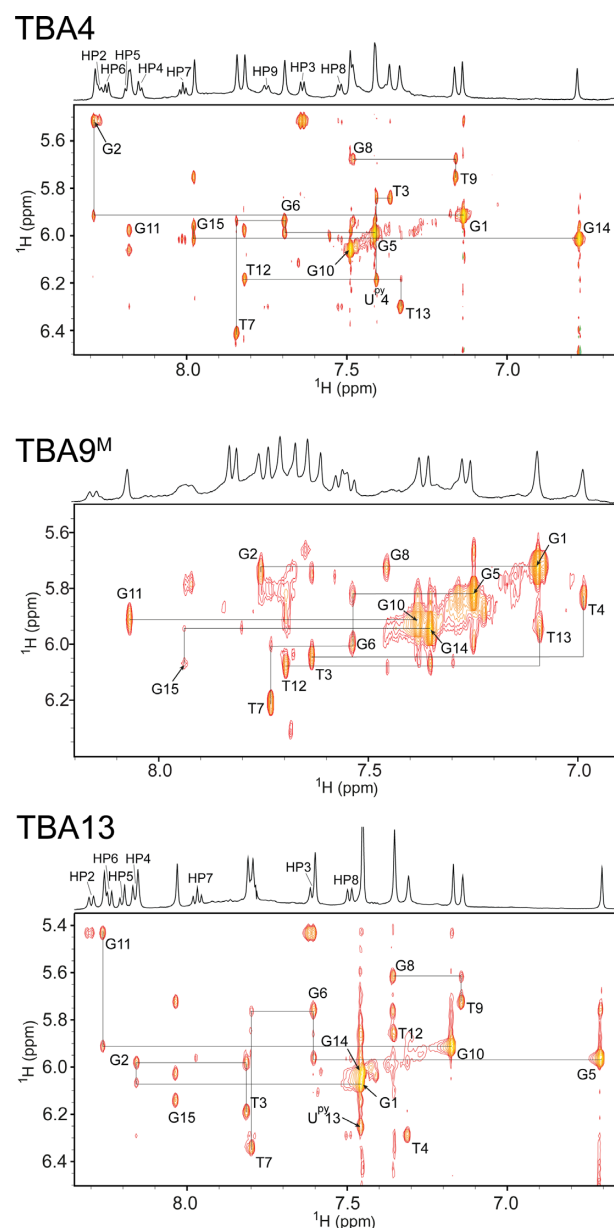 TBA4
HP2 HP6 HP5 HP4 HP7 HP9 HP3 HP8
5.6
5.8
6.0
6.2
6.4
G2
G8
T9
T3
G6
G1
G11
G15
G5
G14
G10
T12
Upy4
T13
T7
8.0 7.5 7.0
1H (ppm)
1H (ppm)
TBA9M
5.6
5.8
6.0
6.2
G2
G8
G1
G5
G11
G10
T4
G6
G14
T13
G15
T12
T3
T7
8.0 7.5 7.0
1H (ppm)
1H (ppm)
TBA13
HP2 HP6 HP5 HP4 HP7 HP3 HP8
5.4
5.6
5.8
6.0
6.2
6.4
G11
G8
G6
T9
G14
T12
G10
G2
G5
T3
G1
G15
Upy13
T4
T7
8.0 7.5 7.0
1H (ppm)
1H (ppm)